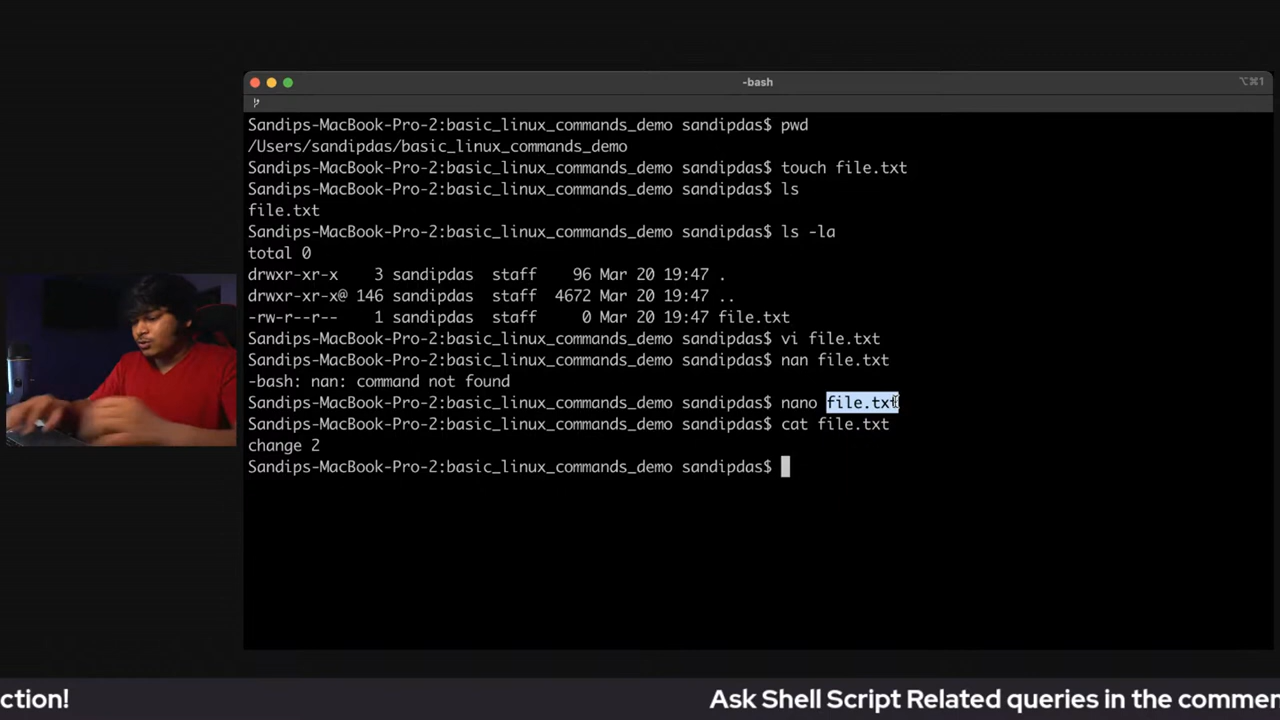 -bash
⌥⌘1
Sandips-MacBook-Pro-2:basic_linux_commands_demo sandipdas$ pwd
/Users/sandipdas/basic_linux_commands_demo
Sandips-MacBook-Pro-2:basic_linux_commands_demo sandipdas$ touch file.txt
Sandips-MacBook-Pro-2:basic_linux_commands_demo sandipdas$ ls
file.txt
Sandips-MacBook-Pro-2:basic_linux_commands_demo sandipdas$ ls -la
total 0
drwxr-xr-x    3 sandipdas  staff    96 Mar 20 19:47 .
drwxr-xr-x@ 146 sandipdas  staff  4672 Mar 20 19:47 ..
-rw-r--r--    1 sandipdas  staff     0 Mar 20 19:47 file.txt
Sandips-MacBook-Pro-2:basic_linux_commands_demo sandipdas$ vi file.txt
Sandips-MacBook-Pro-2:basic_linux_commands_demo sandipdas$ nan file.txt
-bash: nan: command not found
Sandips-MacBook-Pro-2:basic_linux_commands_demo sandipdas$ nano file.txt
Sandips-MacBook-Pro-2:basic_linux_commands_demo sandipdas$ cat file.txt
change 2
Sandips-MacBook-Pro-2:basic_linux_commands_demo sandipdas$
ction! Ask Shell Script Related queries in the commen